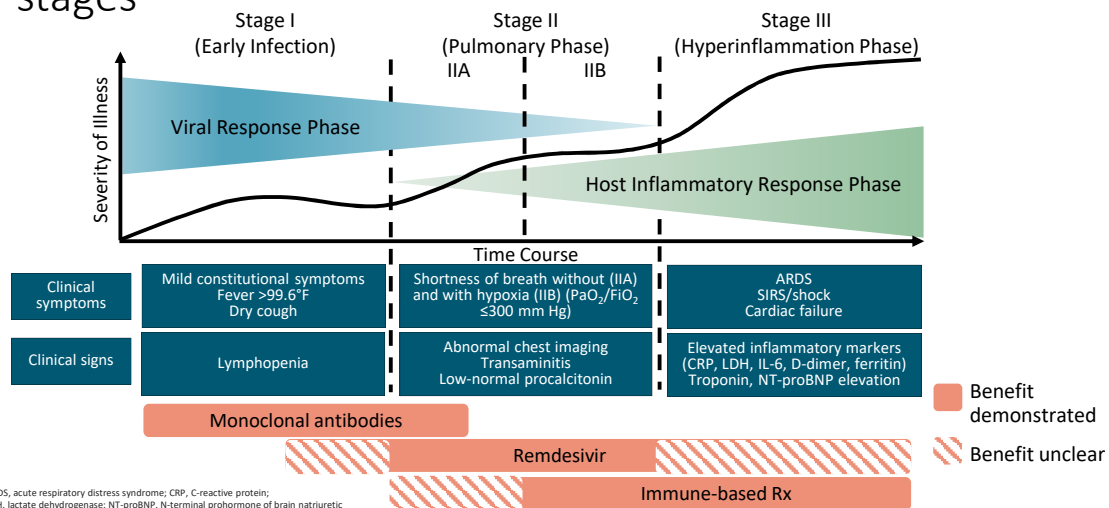 stages
Stage I
(Early Infection)
Stage II
(Pulmonary Phase)
IIA
IIB
Stage III
(Hyperinflammation Phase)
Severity of Illness
Viral Response Phase
Host Inflammatory Response Phase
Time Course
Clinical
symptoms
Mild constitutional symptoms
Fever >99.6°F
Dry cough
Shortness of breath without (IIA)
and with hypoxia (IIB) (PaO₂/FiO₂
≤300 mm Hg)
ARDS
SIRS/shock
Cardiac failure
Clinical signs
Lymphopenia
Abnormal chest imaging
Transaminitis
Low-normal procalcitonin
Elevated inflammatory markers
(CRP, LDH, IL-6, D-dimer, ferritin)
Troponin, NT-proBNP elevation
Monoclonal antibodies
Remdesivir
Immune-based Rx
Benefit
demonstrated
Benefit unclear
DS, acute respiratory distress syndrome; CRP, C-reactive protein;
H, lactate dehydrogenase; NT-proBNP, N-terminal prohormone of brain natriuretic